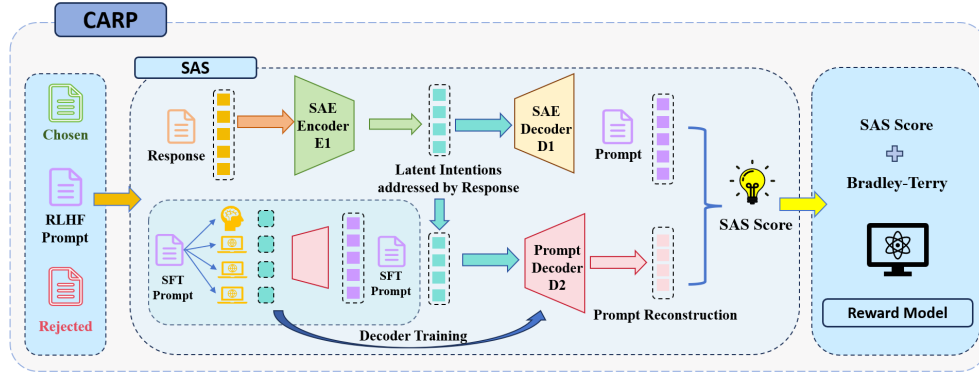 CARP
SAS
Chosen
RLHF
Prompt
Rejected
Response
SAE
Encoder
E1
Latent Intentions
addressed by Response
SAE
Decoder
D1
Prompt
SFT
Prompt
SFT
Prompt
Decoder Training
Prompt
Decoder
D2
Prompt Reconstruction
SAS Score
SAS Score
+
Bradley-Terry
Reward Model